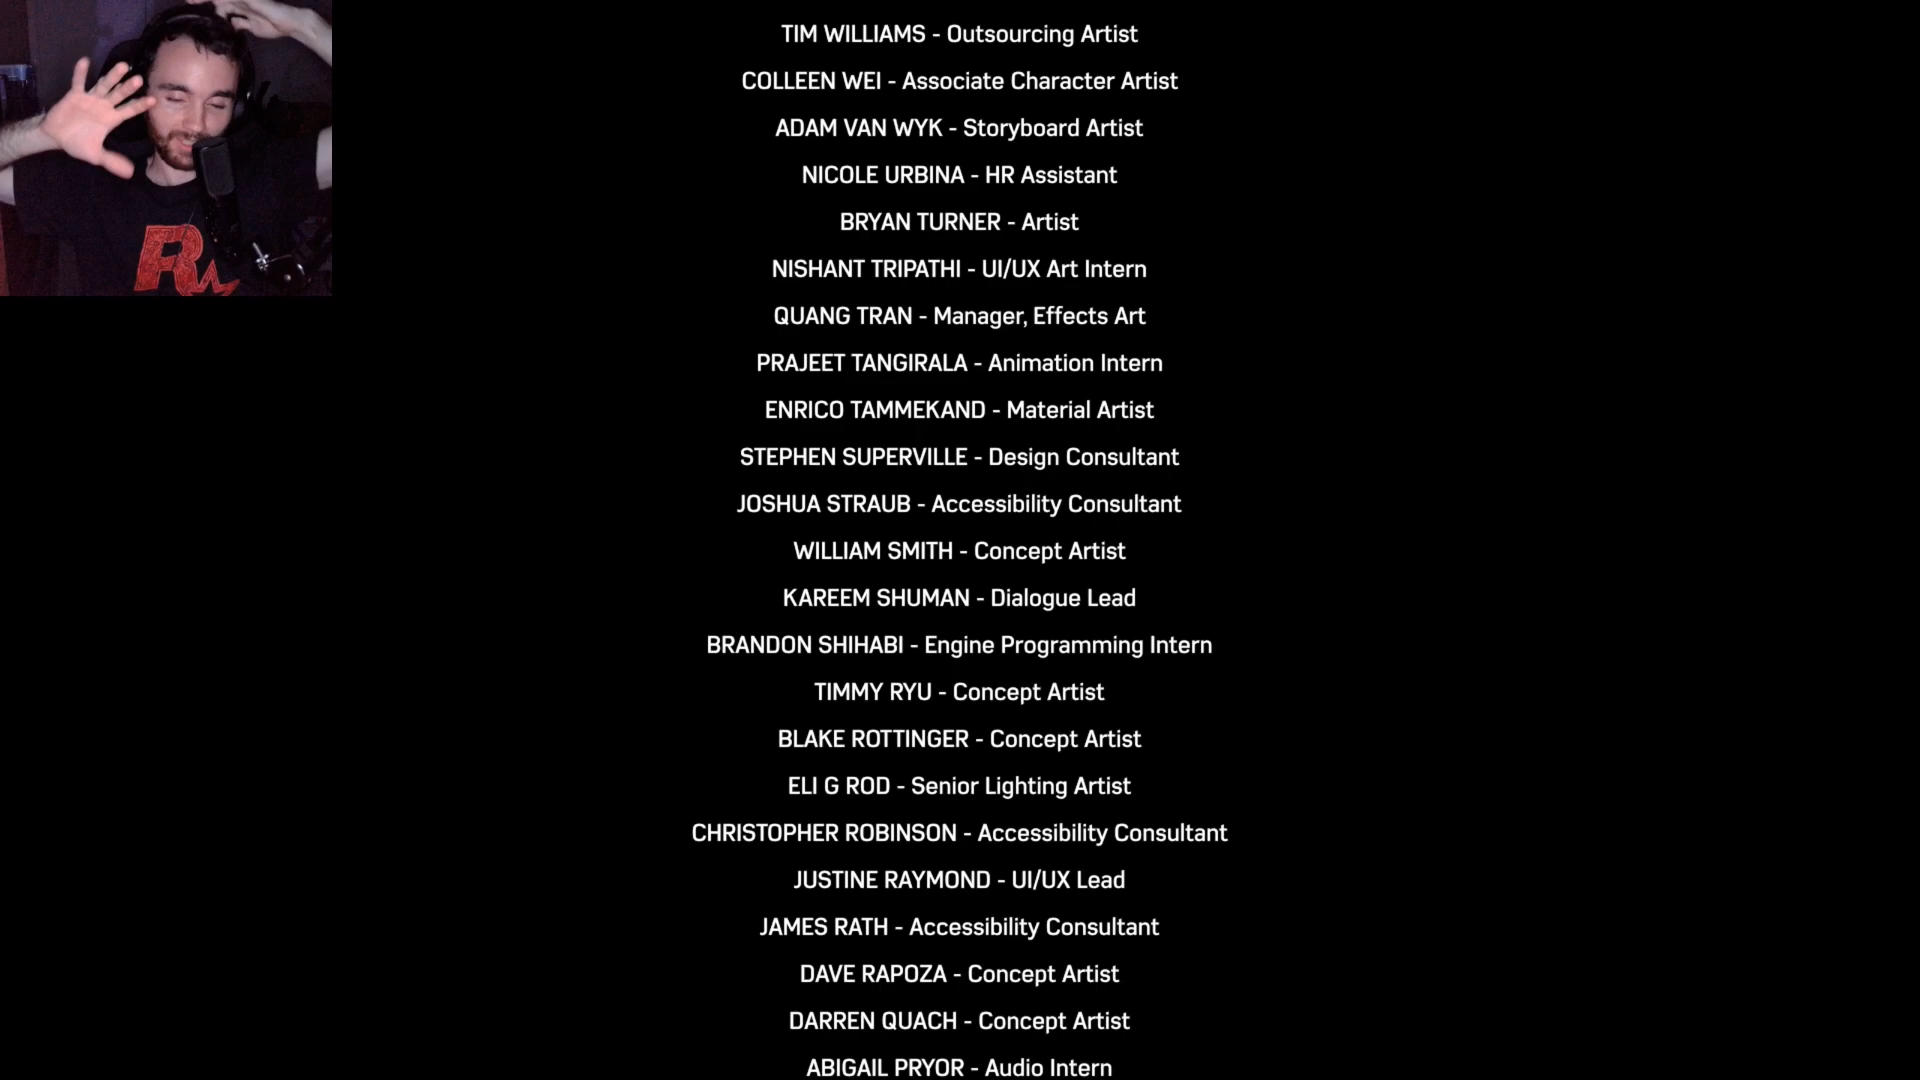 TIM WILLIAMS - Outsourcing Artist
COLLEEN WEI - Associate Character Artist
ADAM VAN WYK - Storyboard Artist
NICOLE URBINA - HR Assistant
BRYAN TURNER - Artist
NISHANT TRIPATHI - UI/UX Art Intern
QUANG TRAN - Manager, Effects Art
PRAJEET TANGIRALA - Animation Intern
ENRICO TAMMEKAND - Material Artist
STEPHEN SUPERVILLE - Design Consultant
JOSHUA STRAUB - Accessibility Consultant
WILLIAM SMITH - Concept Artist
KAREEM SHUMAN - Dialogue Lead
BRANDON SHIHABI - Engine Programming Intern
TIMMY RYU - Concept Artist
BLAKE ROTTINGER - Concept Artist
ELI G ROD - Senior Lighting Artist
CHRISTOPHER ROBINSON - Accessibility Consultant
JUSTINE RAYMOND - UI/UX Lead
JAMES RATH - Accessibility Consultant
DAVE RAPOZA - Concept Artist
DARREN QUACH - Concept Artist
ABIGAIL PRYOR - Audio Intern